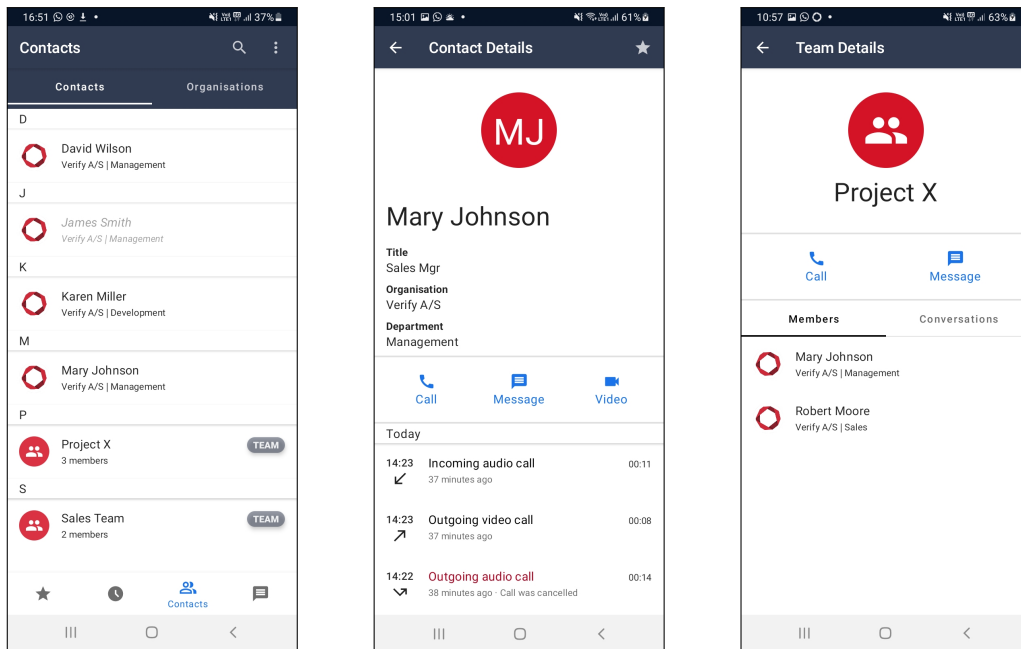 16:51 37%
Contacts
Contacts Organisations
D
David Wilson
Verify A/S | Management
J
James Smith
Verify A/S | Management
K
Karen Miller
Verify A/S | Development
M
Mary Johnson
Verify A/S | Management
P
Project X
3 members
TEAM
S
Sales Team
2 members
TEAM
Contacts
15:01 61%
Contact Details
MJ
Mary Johnson
Title
Sales Mgr
Organisation
Verify A/S
Department
Management
Call Message Video
Today
14:23 Incoming audio call 00:11
37 minutes ago
14:23 Outgoing video call 00:08
37 minutes ago
14:22 Outgoing audio call 00:14
38 minutes ago · Call was cancelled
10:57 63%
Team Details
Project X
Call Message
Members Conversations
Mary Johnson
Verify A/S | Management
Robert Moore
Verify A/S | Sales